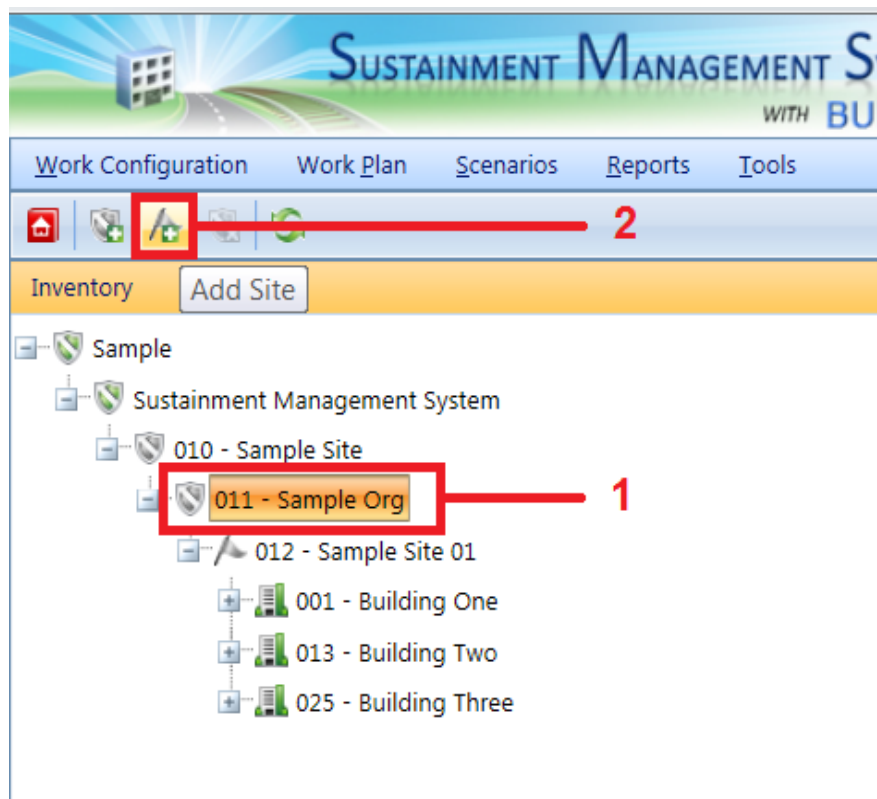 SUSTAINMENT MANAGEMENT S
WITH BU
Work Configuration Work Plan Scenarios Reports Tools
2
Inventory Add Site
Sample
Sustainment Management System
010 - Sample Site
011 - Sample Org 1
012 - Sample Site 01
001 - Building One
013 - Building Two
025 - Building Three